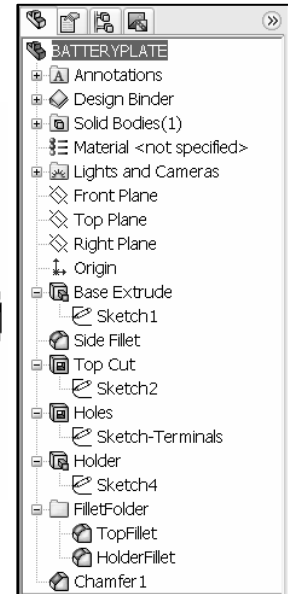 BATTERYPLATE
A Annotations
Design Binder
Solid Bodies(1)
Material <not specified>
Lights and Cameras
Front Plane
Top Plane
Right Plane
Origin
Base Extrude
Sketch1
Side Fillet
Top Cut
Sketch2
Holes
Sketch-Terminals
Holder
Sketch4
FilletFolder
TopFillet
HolderFillet
Chamfer1